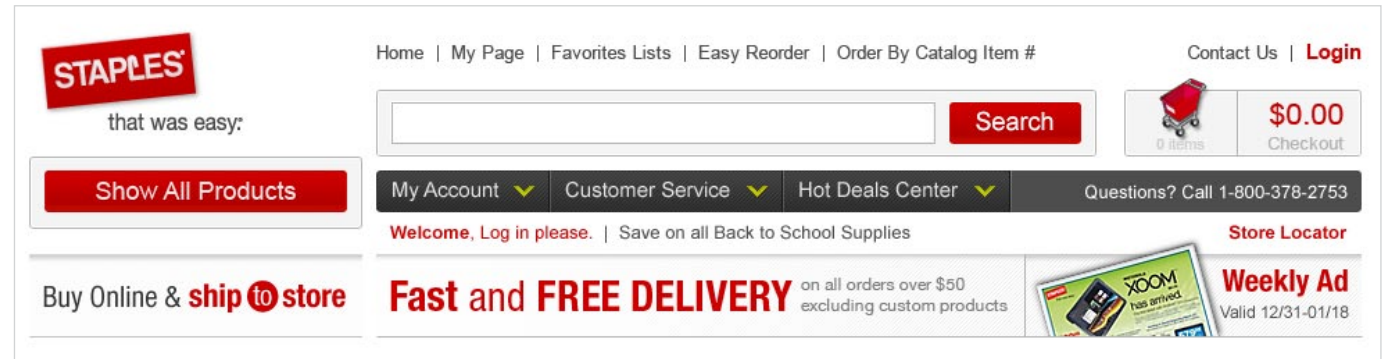 STAPLES
that was easy:
Home | My Page | Favorites Lists | Easy Reorder | Order By Catalog Item #
Contact Us | Login
Search
0 items
$0.00
Checkout
Show All Products
My Account
Customer Service
Hot Deals Center
Questions? Call 1-800-378-2753
Welcome, Log in please. | Save on all Back to School Supplies
Store Locator
Buy Online & ship to store
Fast and FREE DELIVERY
on all orders over $50
excluding custom products
XOOM
has arrived.
Weekly Ad
Valid 12/31-01/18